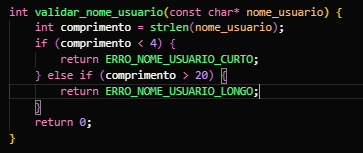 int validar_nome_usuario(const char* nome_usuario) {
    int comprimento = strlen(nome_usuario);
    if (comprimento < 4) {
        return ERRO_NOME_USUARIO_CURTO;
    } else if (comprimento > 20) {
        return ERRO_NOME_USUARIO_LONGO;
    }
    return 0;
}